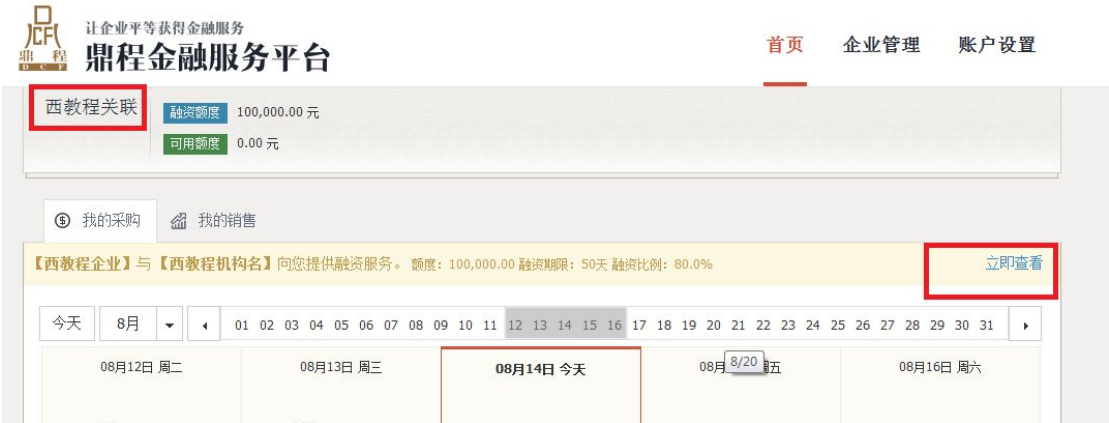 DCF
鼎 程
D C F
让企业平等获得金融服务
鼎程金融服务平台
首页 企业管理 账户设置
西教程关联
融资额度 100,000.00 元
可用额度 0.00 元
我的采购 我的销售
【西教程企业】与【西教程机构名】向您提供融资服务。 额度：100,000.00 融资期限：50天 融资比例：80.0% 立即查看
今天 8月 01 02 03 04 05 06 07 08 09 10 11 12 13 14 15 16 17 18 19 20 21 22 23 24 25 26 27 28 29 30 31
08月12日 周二 08月13日 周三 08月14日 今天 08月 五 08月16日 周六
8/20